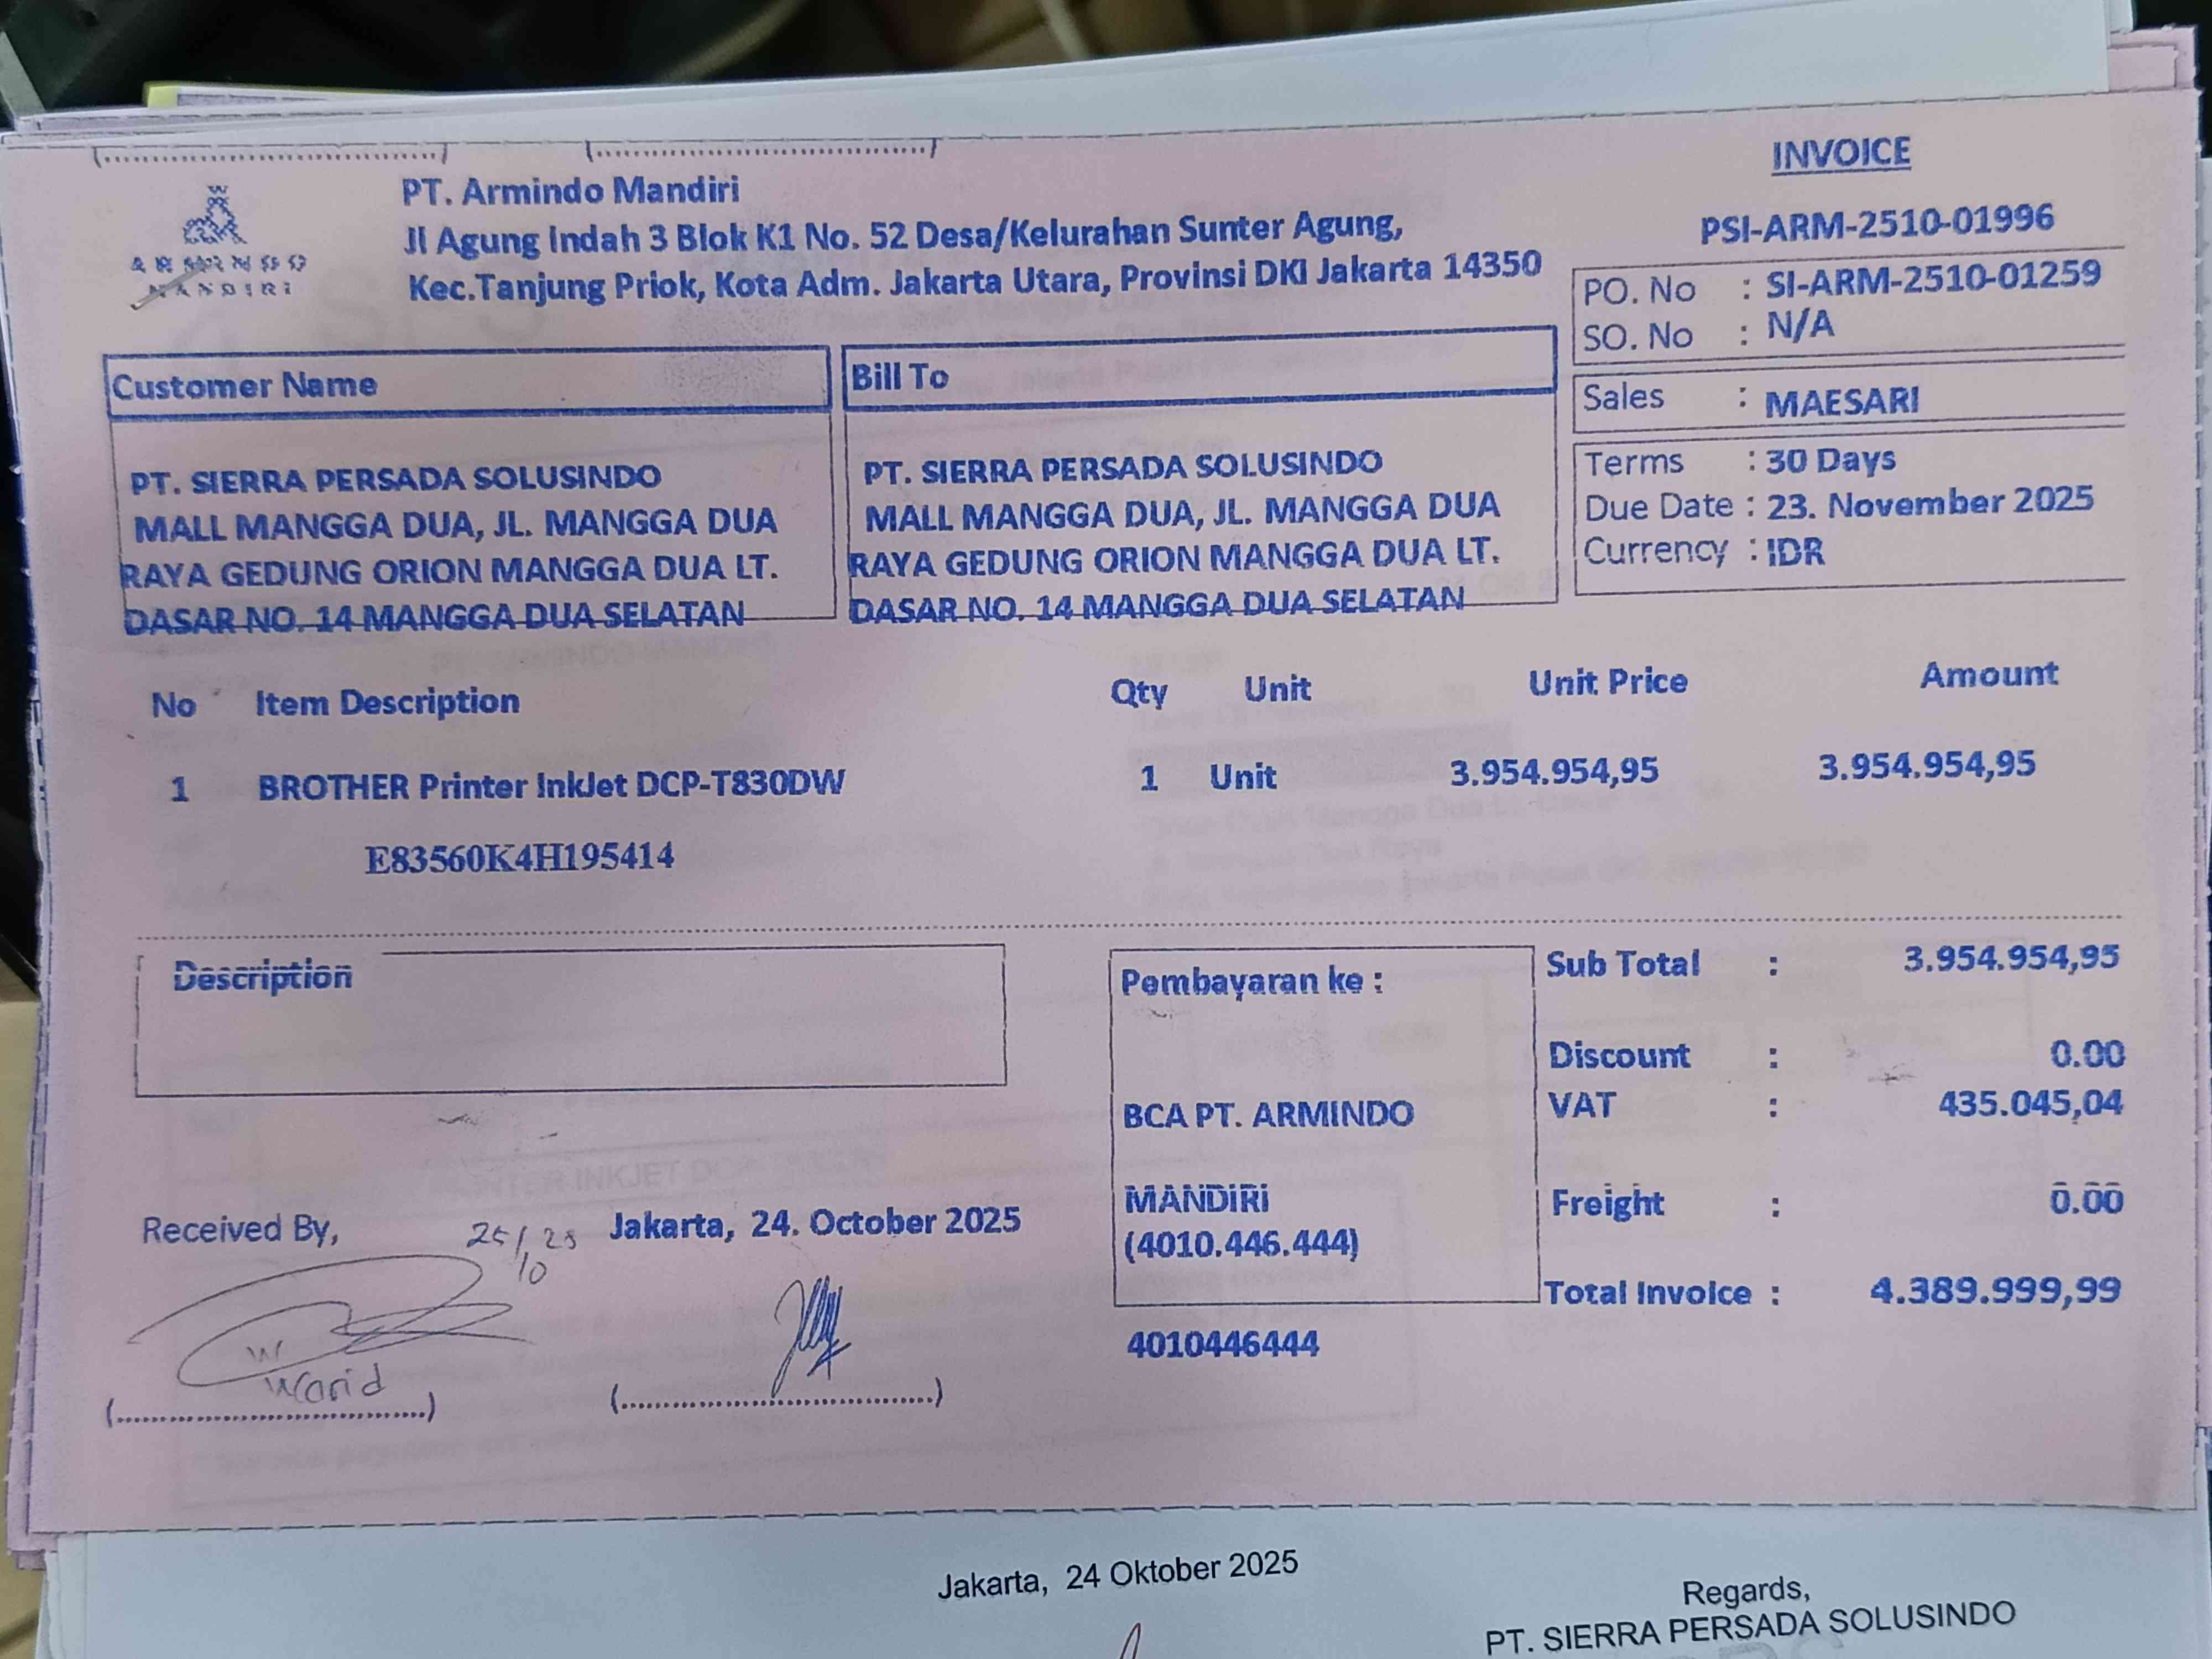 INVOICE
PT. Armindo Mandiri
Jl Agung Indah 3 Blok K1 No. 52 Desa/Kelurahan Sunter Agung,
Kec.Tanjung Priok, Kota Adm. Jakarta Utara, Provinsi DKI Jakarta 14350
MANDIRI
PSI-ARM-2510-01996
PO. No : SI-ARM-2510-01259
SO. No : N/A
Sales : MAESARI
Terms : 30 Days
Due Date : 23. November 2025
Currency : IDR
Customer Name
PT. SIERRA PERSADA SOLUSINDO
MALL MANGGA DUA, JL. MANGGA DUA
RAYA GEDUNG ORION MANGGA DUA LT.
DASAR NO. 14 MANGGA DUA SELATAN
Bill To
PT. SIERRA PERSADA SOLUSINDO
MALL MANGGA DUA, JL. MANGGA DUA
RAYA GEDUNG ORION MANGGA DUA LT.
DASAR NO. 14 MANGGA DUA SELATAN
No Item Description Qty Unit Unit Price Amount
1 BROTHER Printer InkJet DCP-T830DW 1 Unit 3.954.954,95 3.954.954,95
E83560K4H195414
Description
Pembayaran ke :
BCA PT. ARMINDO
MANDIRI
(4010.446.444)
4010446444
Sub Total : 3.954.954,95
Discount : 0.00
VAT : 435.045,04
Freight : 0.00
Total Invoice : 4.389.999,99
Received By,
25/10
Warid
Jakarta, 24. October 2025
Jakarta, 24 Oktober 2025
Regards,
PT. SIERRA PERSADA SOLUSINDO